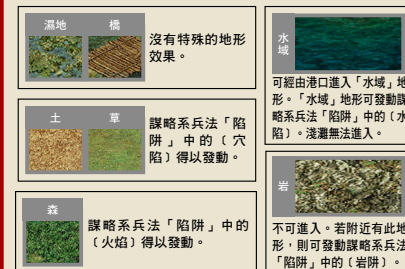 濕地
橋
沒有特殊的地形
效果。
土
草
謀略系兵法「陷
阱」中的〔穴
陷〕得以發動。
森
謀略系兵法「陷阱」中的
〔火焰〕得以發動。
水
域
可經由港口進入「水域」地
形。「水域」地形可發動謀
略系兵法「陷阱」中的〔水
陷〕。淺灘無法進入。
岩
不可進入。若附近有此地
形，則可發動謀略系兵法
「陷阱」中的〔岩阱〕。